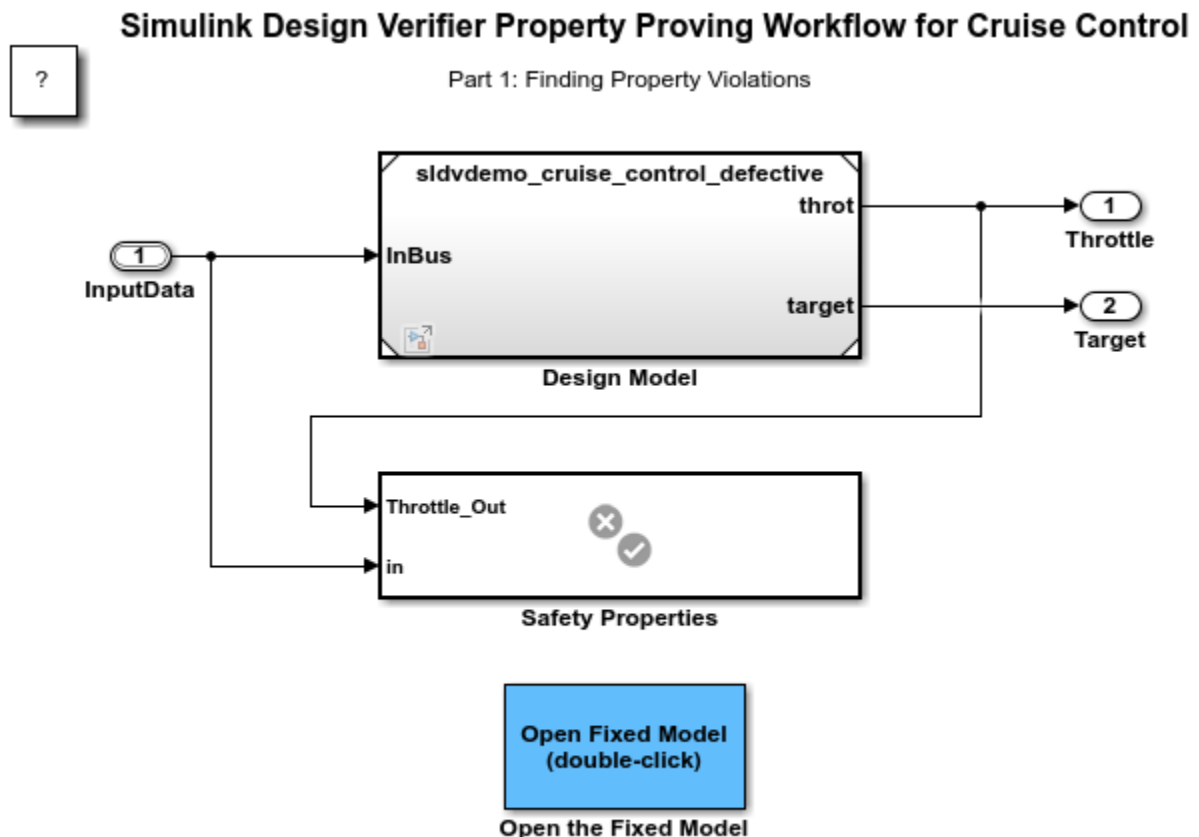 Simulink Design Verifier Property Proving Workflow for Cruise Control
?
Part 1: Finding Property Violations
sldvdemo_cruise_control_defective
throt
1
Throttle
1
InBus
InputData
target
2
Target
Design Model
Throttle_Out
in
Safety Properties
Open Fixed Model
(double-click)
Open the Fixed Model